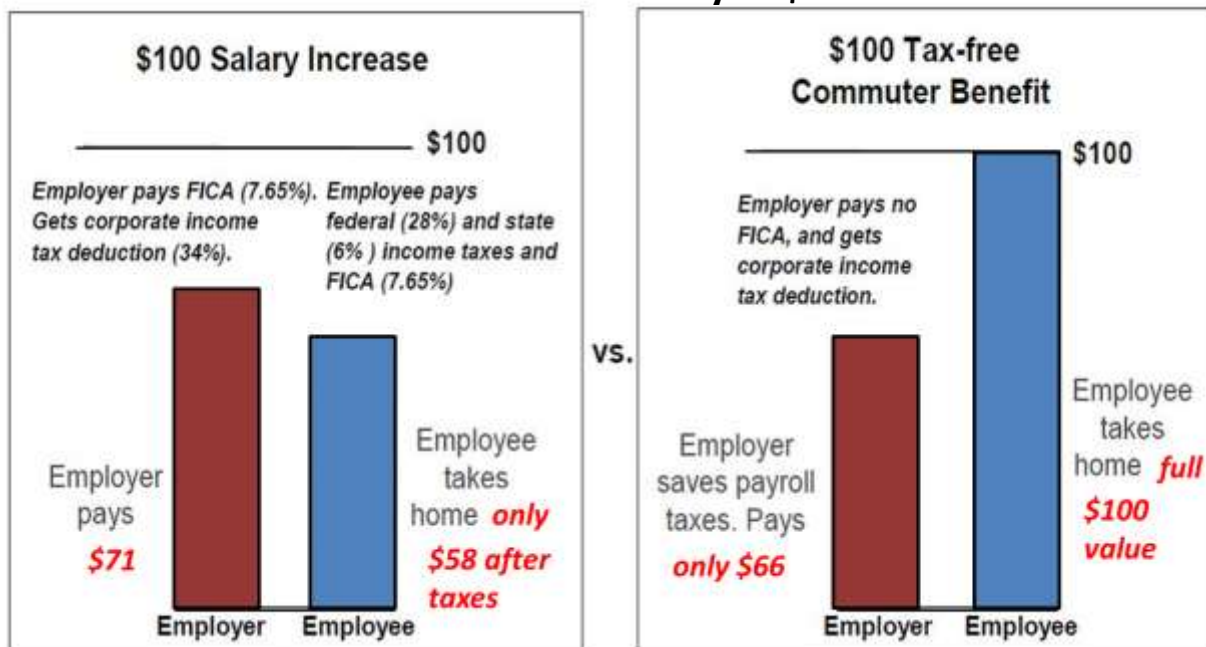 $100 Salary Increase
$100
Employer pays FICA (7.65%).
Gets corporate income
tax deduction (34%).
Employee pays
federal (28%) and state
(6% ) income taxes and
FICA (7.65%)
Employer
pays
$71
Employee
takes
home only
$58 after
taxes
Employer
Employee
vs.
$100 Tax-free
Commuter Benefit
$100
Employer pays no
FICA, and gets
corporate income
tax deduction.
Employer
saves payroll
taxes. Pays
only $66
Employee
takes
home full
$100
value
Employer
Employee